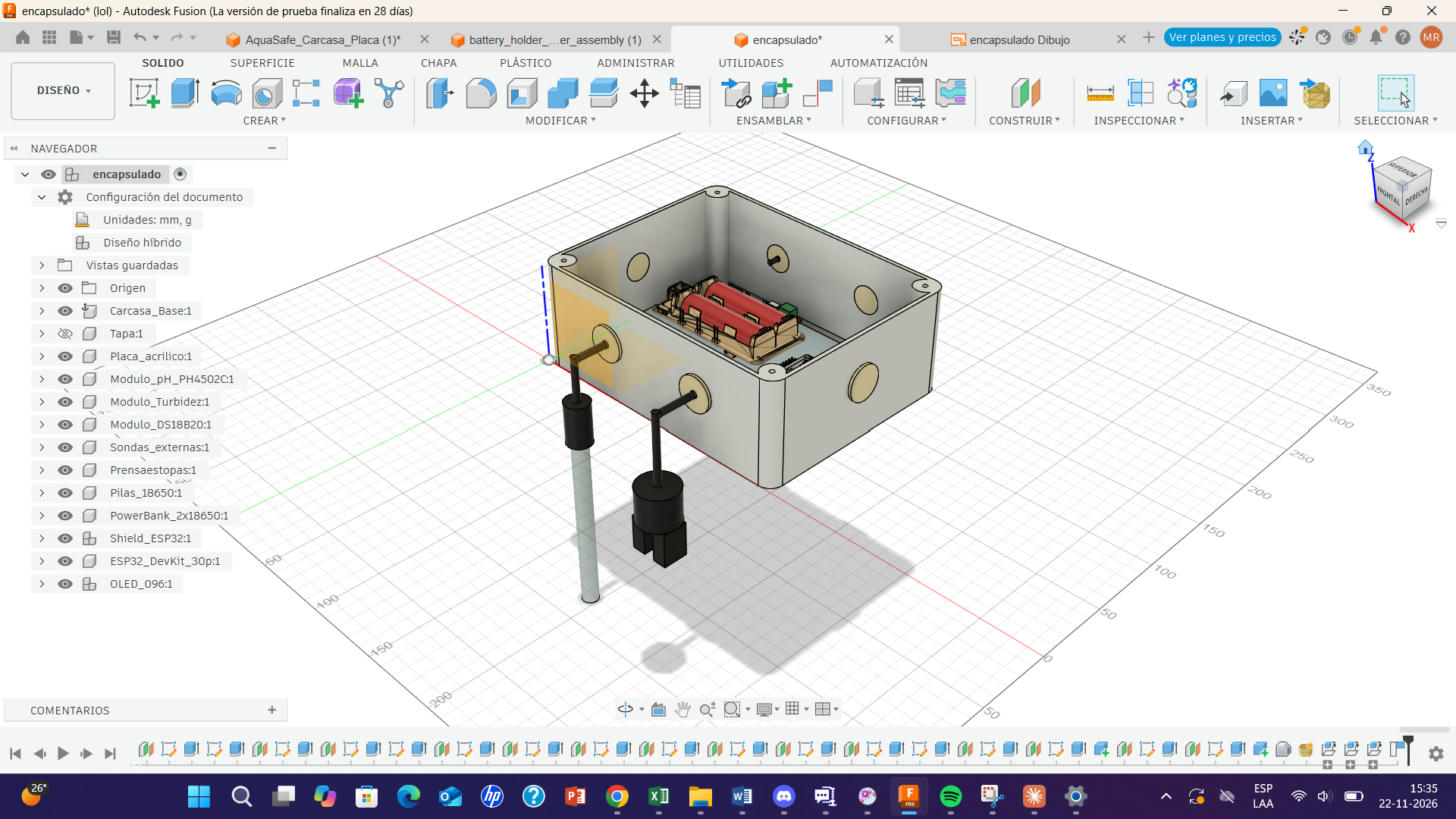 encapsulado* (lol) - Autodesk Fusion (La versión de prueba finaliza en 28 días)
AquaSafe_Carcasa_Placa (1)*
battery_holder_...er_assembly (1)
encapsulado*
encapsulado Dibujo
Ver planes y precios
MR
SÓLIDO
SUPERFICIE
MALLA
CHAPA
PLÁSTICO
ADMINISTRAR
UTILIDADES
AUTOMATIZACIÓN
DISEÑO
CREAR
MODIFICAR
ENSAMBLAR
CONFIGURAR
CONSTRUIR
INSPECCIONAR
INSERTAR
SELECCIONAR
NAVEGADOR
encapsulado
Configuración del documento
Unidades: mm, g
Diseño híbrido
Vistas guardadas
Origen
Carcasa_Base:1
Tapa:1
Placa_acrilico:1
Modulo_pH_PH4502C:1
Modulo_Turbidez:1
Modulo_DS18B20:1
Sondas_externas:1
Prensaestopas:1
Pilas_18650:1
PowerBank_2x18650:1
Shield_ESP32:1
ESP32_DevKit_30p:1
OLED_096:1
Z
SUPERIOR
FRONTAL
DERECHA
X
350
300
250
200
150
100
50
0
50
50
100
150
200
COMENTARIOS
26°
ESP
LAA
15:35
22-11-2026